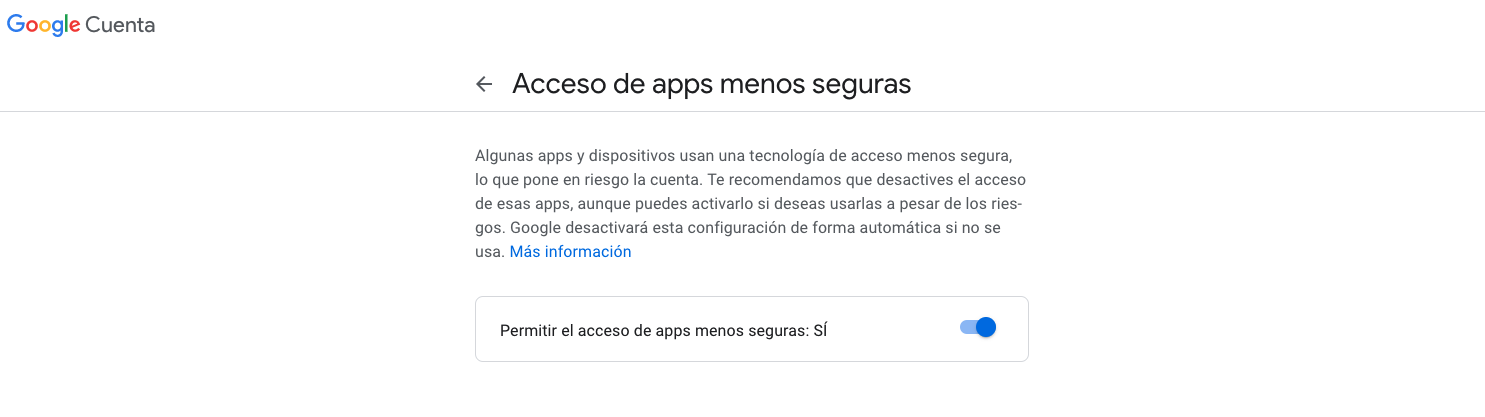 Google Cuenta
Acceso de apps menos seguras
Algunas apps y dispositivos usan una tecnología de acceso menos segura,
lo que pone en riesgo la cuenta. Te recomendamos que desactives el acceso
de esas apps, aunque puedes activarlo si deseas usarlas a pesar de los ries-
gos. Google desactivará esta configuración de forma automática si no se
usa. Más información
Permitir el acceso de apps menos seguras: SÍ